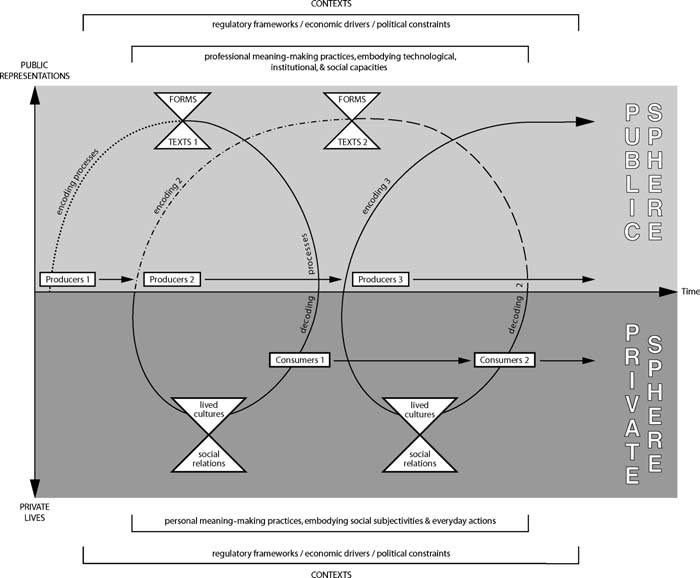 CONTEXTS
regulatory frameworks / economic drivers / political constraints
professional meaning-making practices, embodying technological,
institutional, & social capacities
PUBLIC
REPRESENTATIONS
FORMS
TEXTS 1
FORMS
TEXTS 2
PUBLIC
SPHERE
encoding processes
encoding 2
encoding 3
processes
Producers 1
Producers 2
Producers 3
2
Time
decoding
decoding
Consumers 1
Consumers 2
PRIVATE
SPHERE
lived
cultures
social
relations
lived
cultures
social
relations
PRIVATE
LIVES
personal meaning-making practices, embodying social subjectivities & everyday actions
regulatory frameworks / economic drivers / political constraints
CONTEXTS